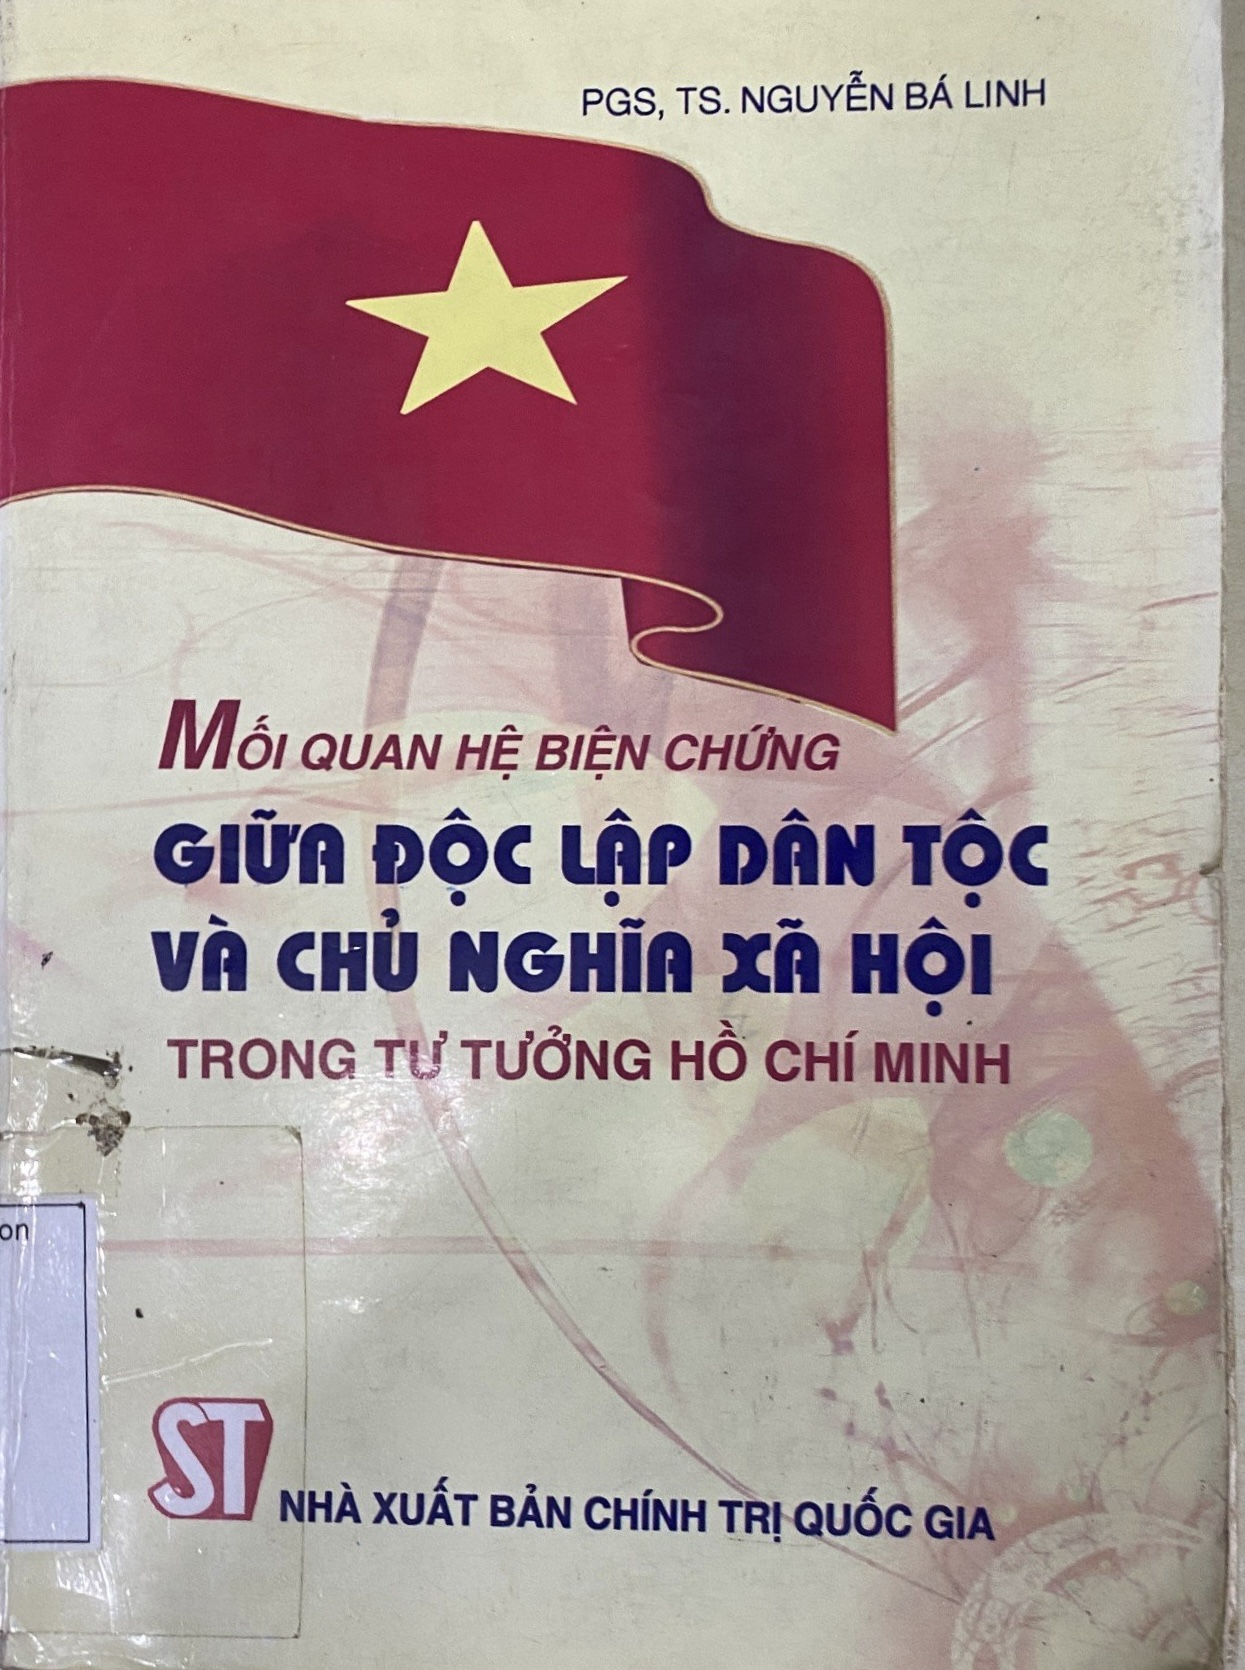 PGS, TS. NGUYỄN BÁ LINH
MỐI QUAN HỆ BIỆN CHỨNG
GIỮA ĐỘC LẬP DÂN TỘC
VÀ CHỦ NGHĨA XÃ HỘI
TRONG TƯ TƯỞNG HỒ CHÍ MINH
on
ST
NHÀ XUẤT BẢN CHÍNH TRỊ QUỐC GIA